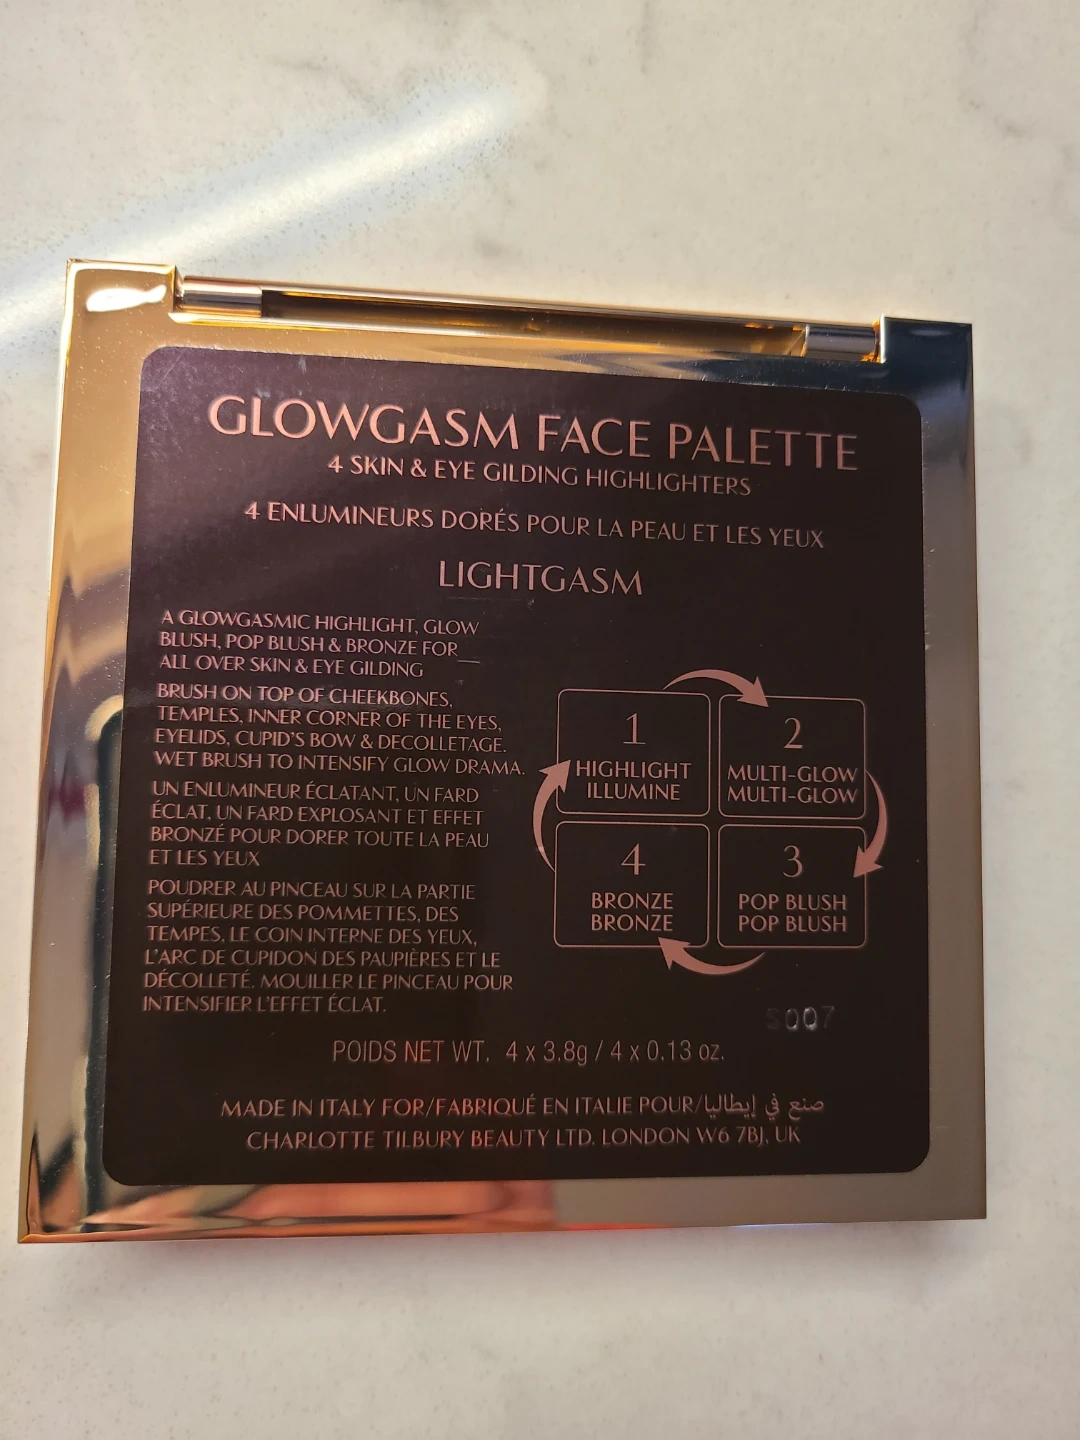 GLOWGASM FACE PALETTE
4 SKIN & EYE GILDING HIGHLIGHTERS
4 ENLUMINEURS DORÉS POUR LA PEAU ET LES YEUX
LIGHTGASM
A GLOWGASMIC HIGHLIGHT, GLOW
BLUSH, POP BLUSH & BRONZE FOR
ALL OVER SKIN & EYE GILDING
BRUSH ON TOP OF CHEEKBONES,
TEMPLES, INNER CORNER OF THE EYES,
EYELIDS, CUPID'S BOW & DECOLLETAGE.
WET BRUSH TO INTENSIFY GLOW DRAMA.
UN ENLUMINEUR ÉCLATANT, UN FARD
ÉCLAT, UN FARD EXPLOSANT ET EFFET
BRONZÉ POUR DORER TOUTE LA PEAU
ET LES YEUX
POUDRER AU PINCEAU SUR LA PARTIE
SUPÉRIEURE DES POMMETTES, DES
TEMPES, LE COIN INTERNE DES YEUX,
L'ARC DE CUPIDON DES PAUPIÈRES ET LE
DÉCOLLETÉ. MOUILLER LE PINCEAU POUR
INTENSIFIER L'EFFET ÉCLAT.
1
HIGHLIGHT
ILLUMINE
2
MULTI-GLOW
MULTI-GLOW
4
BRONZE
BRONZE
3
POP BLUSH
POP BLUSH
S007
POIDS NET WT. 4 x 3.8g / 4 x 0.13 oz.
MADE IN ITALY FOR/FABRIQUÉ EN ITALIE POUR/صنع في إيطاليا
CHARLOTTE TILBURY BEAUTY LTD. LONDON W6 7BJ, UK